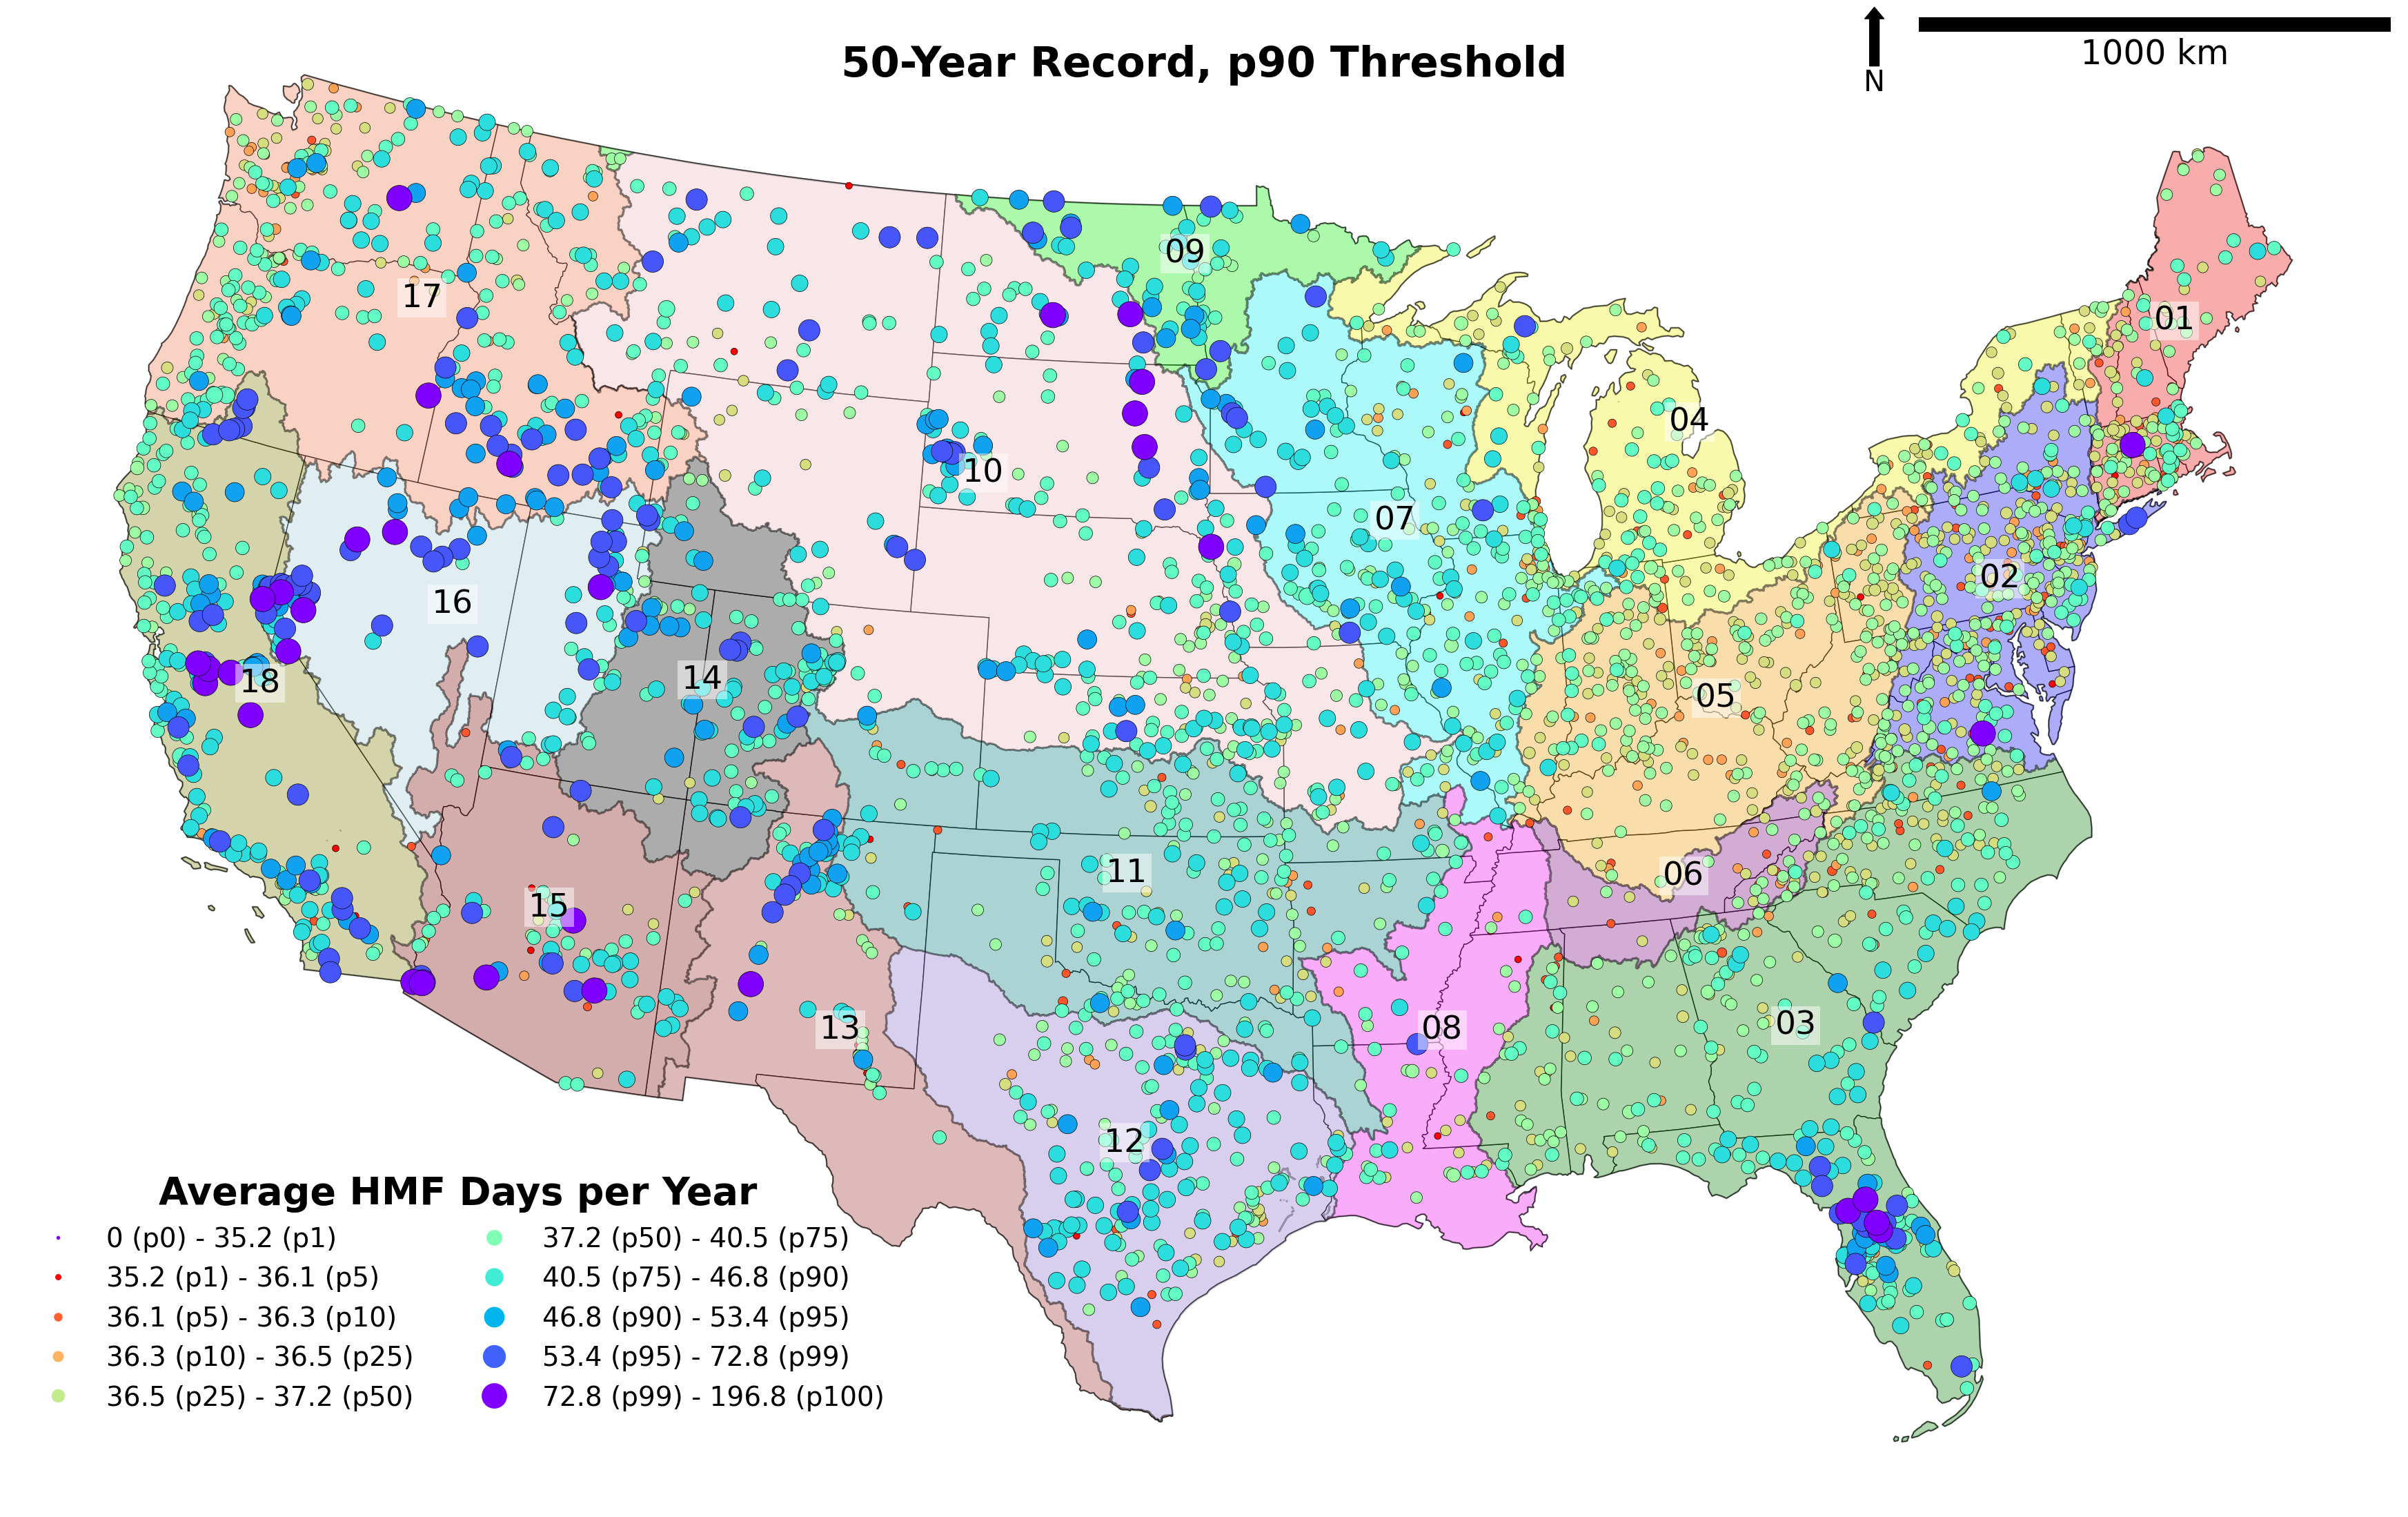 50-Year Record, p90 Threshold
1000 km
N
01
09
17
04
10
07
02
16
18
14
05
11
06
15
03
13
08
12
Average HMF Days per Year
0 (p0) - 35.2 (p1)
35.2 (p1) - 36.1 (p5)
36.1 (p5) - 36.3 (p10)
36.3 (p10) - 36.5 (p25)
36.5 (p25) - 37.2 (p50)
37.2 (p50) - 40.5 (p75)
40.5 (p75) - 46.8 (p90)
46.8 (p90) - 53.4 (p95)
53.4 (p95) - 72.8 (p99)
72.8 (p99) - 196.8 (p100)